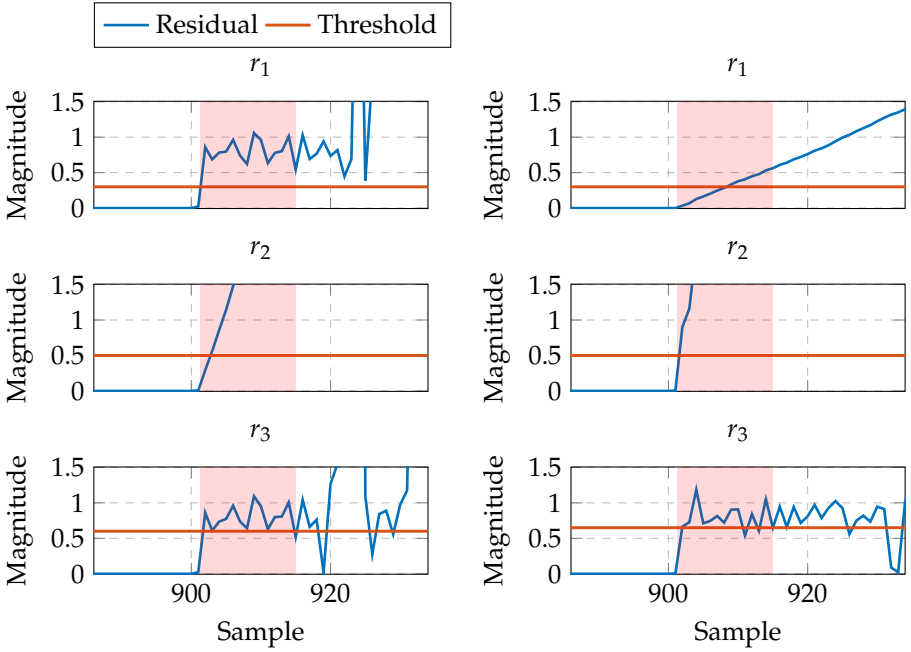 Residual Threshold
r1 r1
Magnitude 1.5 1 0.5 0 Magnitude 1.5 1 0.5 0
r2 r2
Magnitude 1.5 1 0.5 0 Magnitude 1.5 1 0.5 0
r3 r3
Magnitude 1.5 1 0.5 0 Magnitude 1.5 1 0.5 0
900 920 900 920
Sample Sample